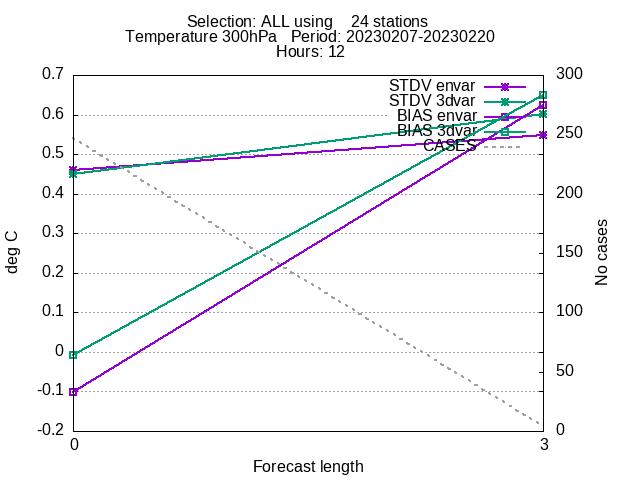 Selection: ALL using    24 stations
Temperature 300hPa   Period: 20230207-20230220
Hours: 12
0.7
0.6
0.5
0.4
0.3
0.2
0.1
0
-0.1
-0.2
deg C
STDV envar
STDV 3dvar
BIAS envar
BIAS 3dvar
CASES
300
250
200
150
100
50
0
No cases
0
3
Forecast length